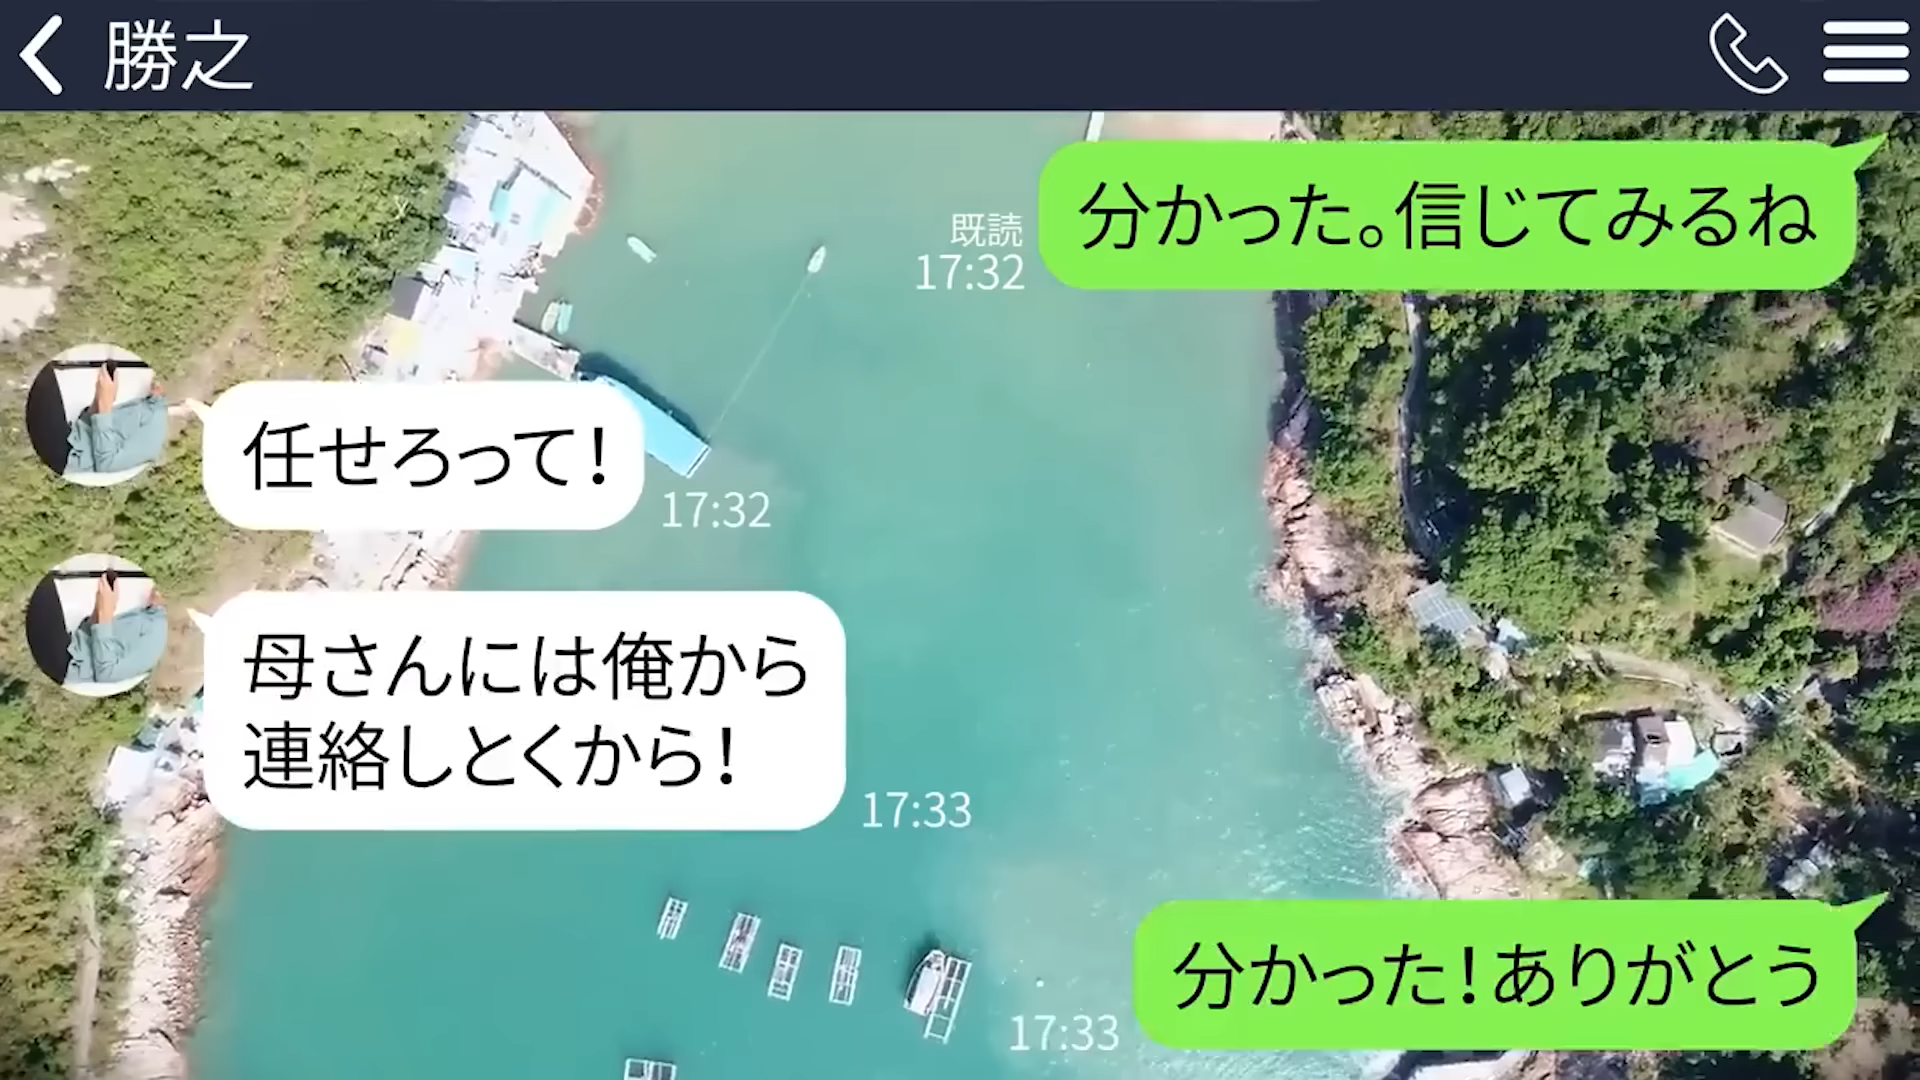 勝之
分かった。信じてみるね
既読
17:32
任せろって!
17:32
母さんには俺から
連絡しとくから!
17:33
分かった!ありがとう
17:33